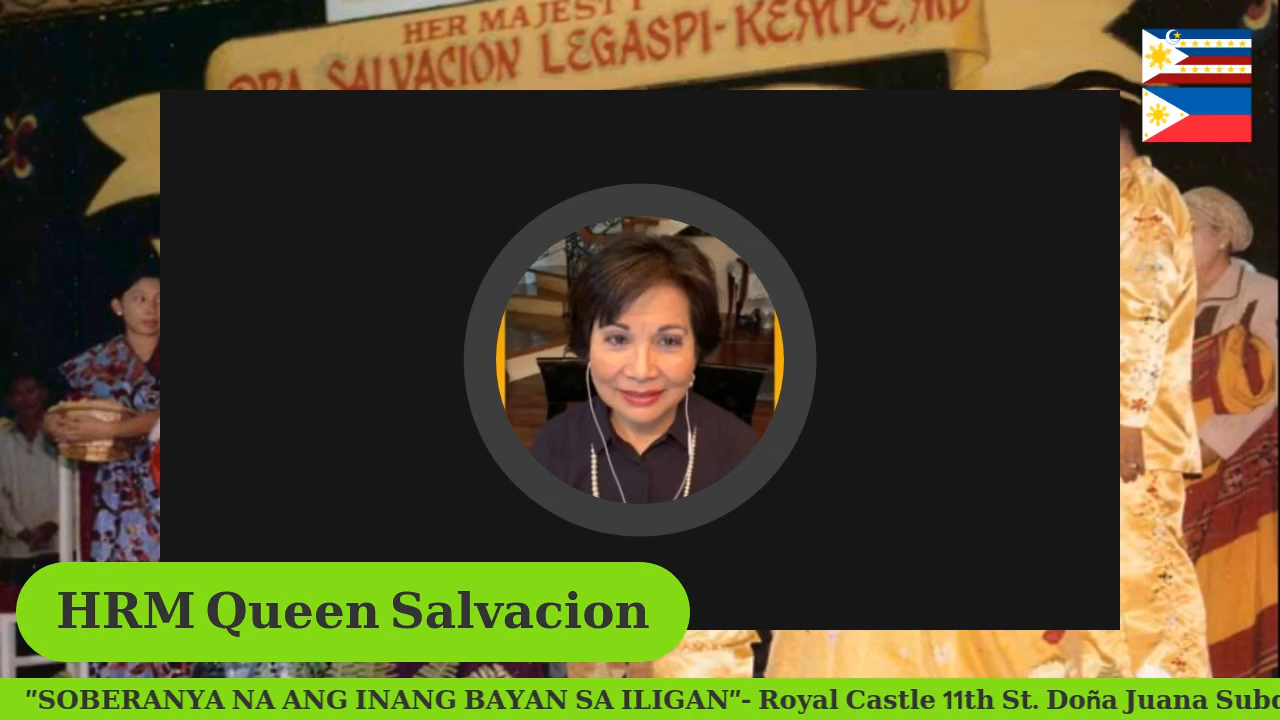 HER MAJESTY
DRA. SALVACION LEGASPI-KEMPE, MD
HRM Queen Salvacion
"SOBERANYA NA ANG INANG BAYAN SA ILIGAN"- Royal Castle 11th St. Doña Juana